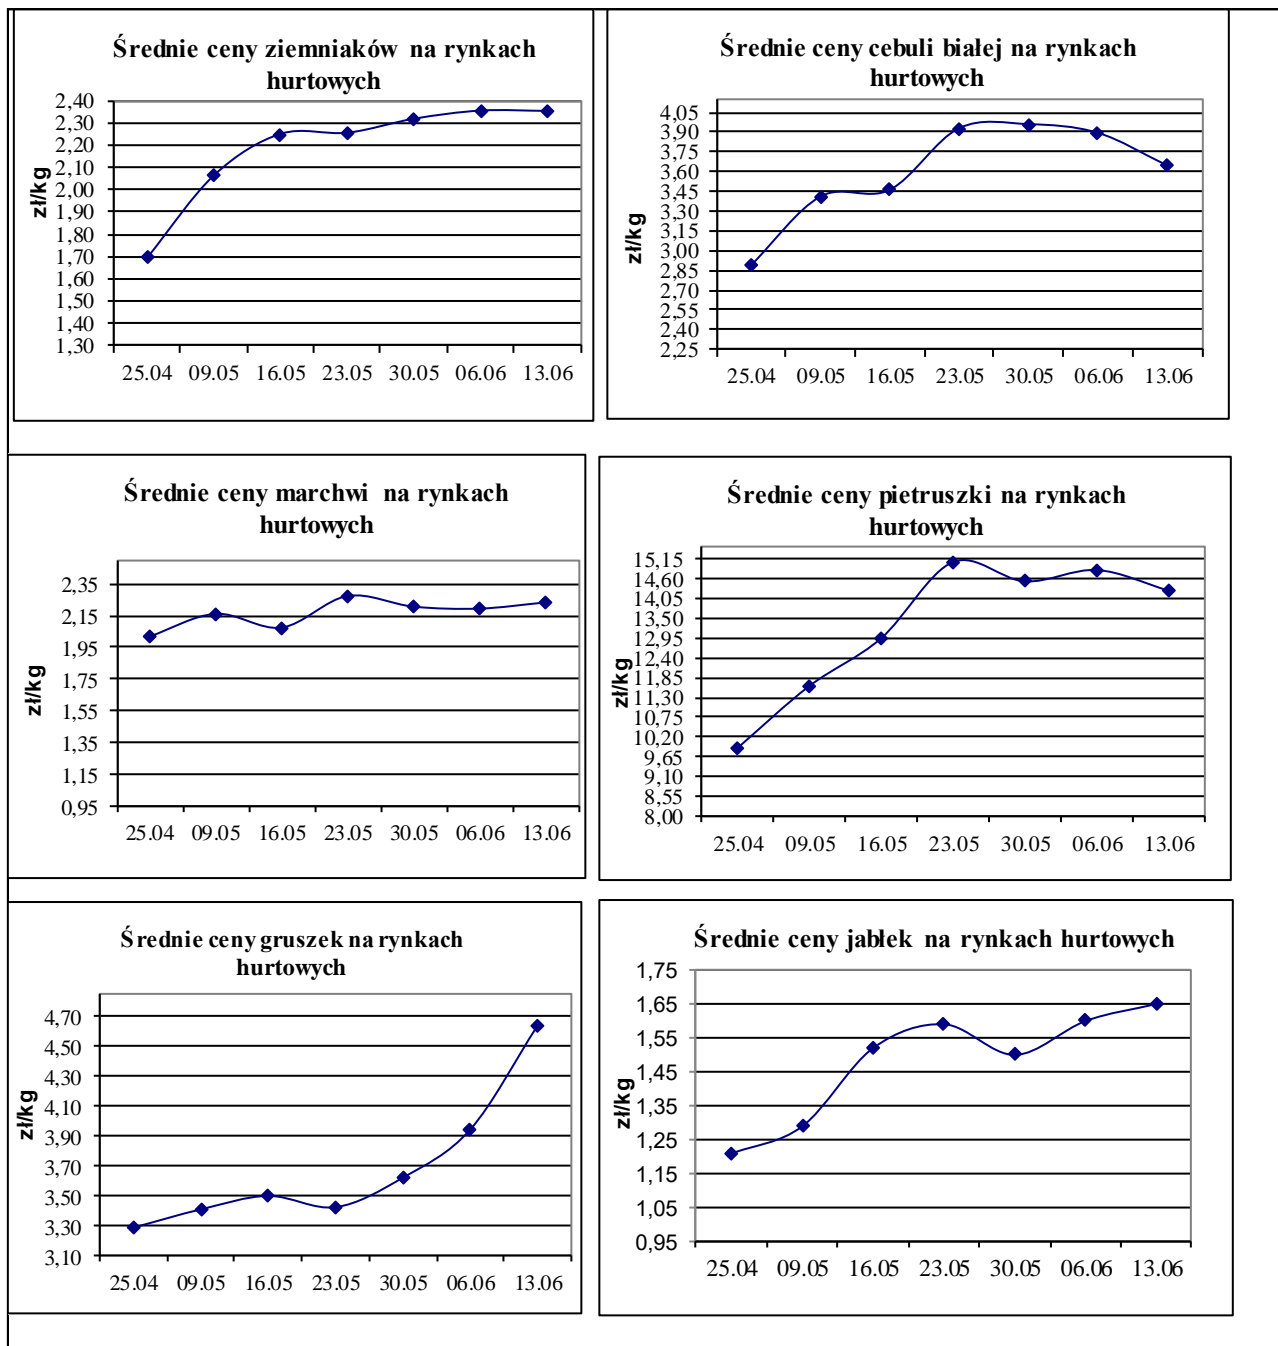 Średnie ceny ziemniaków na rynkach
hurtowych
zł/kg
2,40
2,30
2,20
2,10
2,00
1,90
1,80
1,70
1,60
1,50
1,40
1,30
25.04 09.05 16.05 23.05 30.05 06.06 13.06
Średnie ceny cebuli białej na rynkach
hurtowych
zł/kg
4,05
3,90
3,75
3,60
3,45
3,30
3,15
3,00
2,85
2,70
2,55
2,40
2,25
25.04 09.05 16.05 23.05 30.05 06.06 13.06
Średnie ceny marchwi na rynkach
hurtowych
zł/kg
2,35
2,15
1,95
1,75
1,55
1,35
1,15
0,95
25.04 09.05 16.05 23.05 30.05 06.06 13.06
Średnie ceny pietruszki na rynkach
hurtowych
zł/kg
15,15
14,60
14,05
13,50
12,95
12,40
11,85
11,30
10,75
10,20
9,65
9,10
8,55
8,00
25.04 09.05 16.05 23.05 30.05 06.06 13.06
Średnie ceny gruszek na rynkach
hurtowych
zł/kg
4,70
4,50
4,30
4,10
3,90
3,70
3,50
3,30
3,10
25.04 09.05 16.05 23.05 30.05 06.06 13.06
Średnie ceny jabłek na rynkach hurtowych
zł/kg
1,75
1,65
1,55
1,45
1,35
1,25
1,15
1,05
0,95
25.04 09.05 16.05 23.05 30.05 06.06 13.06